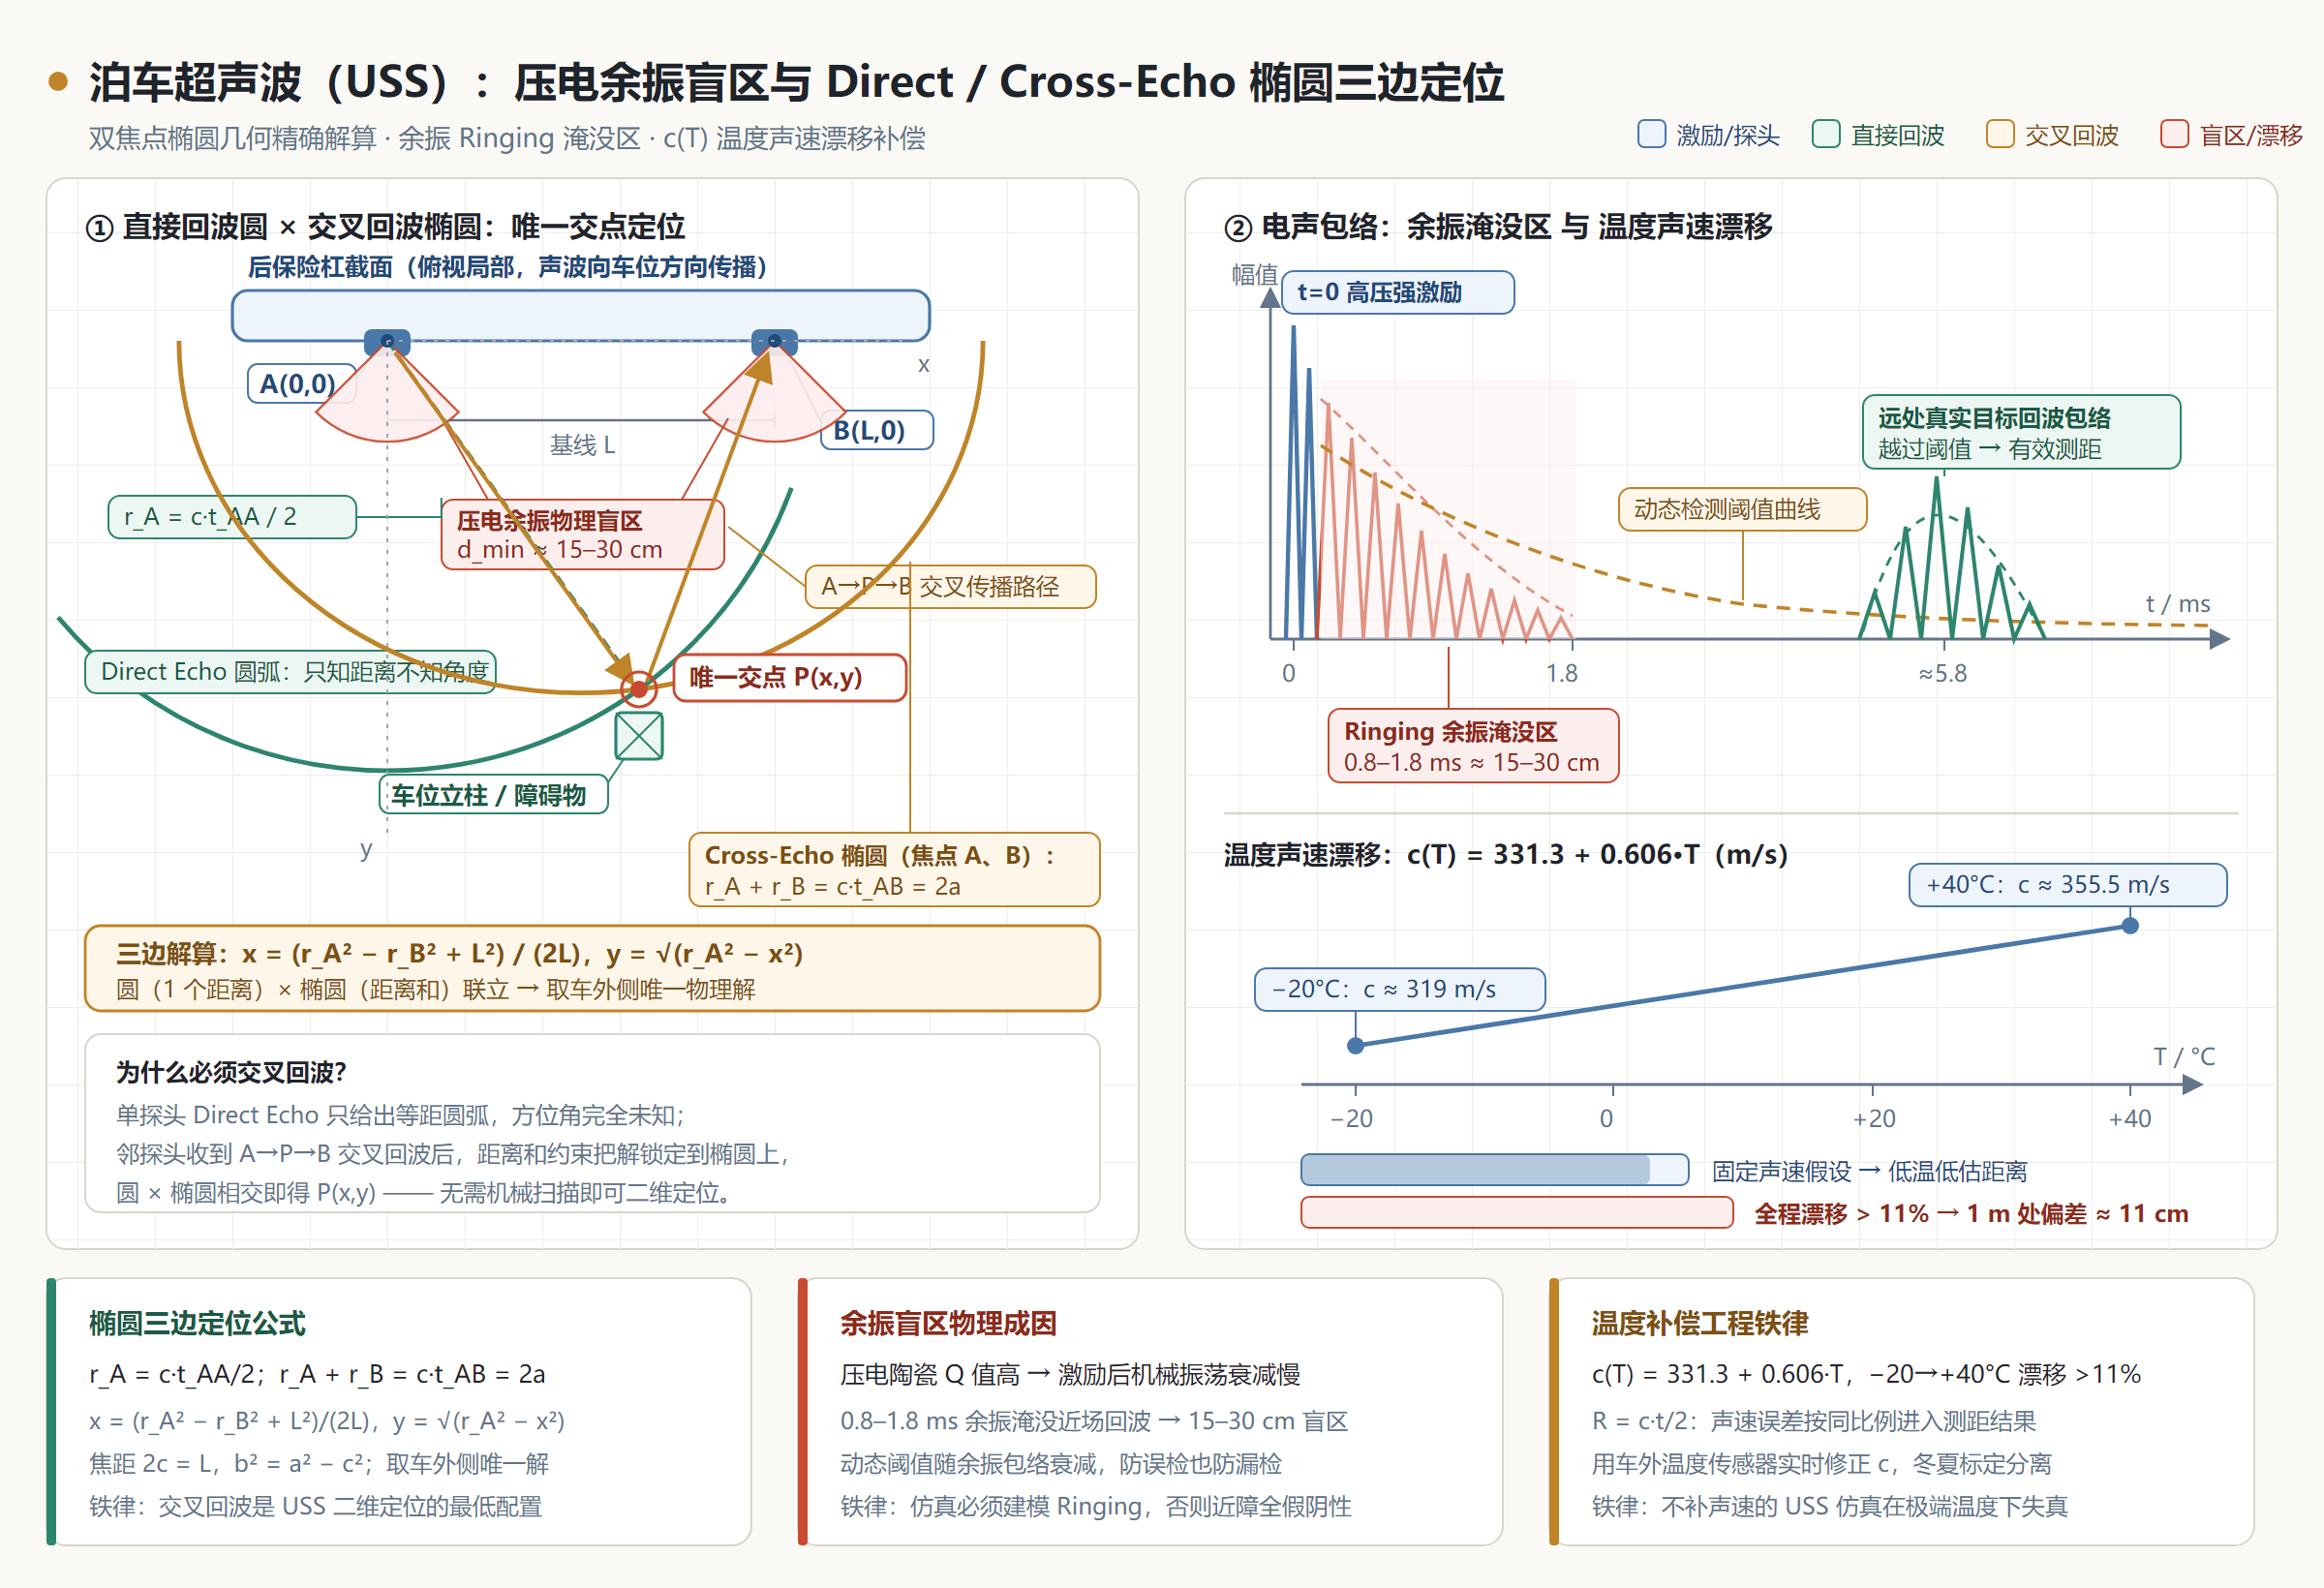 泊车超声波（USS）：压电余振盲区与 Direct / Cross-Echo 椭圆三边定位
双焦点椭圆几何精确解算 · 余振 Ringing 淹没区 · c(T) 温度声速漂移补偿
激励/探头
直接回波
交叉回波
盲区/漂移
① 直接回波圆 × 交叉回波椭圆：唯一交点定位
后保险杠截面（俯视局部，声波向车位方向传播）
x
A(0,0)
B(L,0)
基线 L
r_A = c·t_AA / 2
压电余振物理盲区
d_min ≈ 15–30 cm
A→P→B 交叉传播路径
Direct Echo 圆弧：只知距离不知角度
唯一交点 P(x,y)
车位立柱 / 障碍物
y
Cross-Echo 椭圆（焦点 A、B）：
r_A + r_B = c·t_AB = 2a
三边解算：x = (r_A² − r_B² + L²) / (2L)，y = √(r_A² − x²)
圆（1 个距离）× 椭圆（距离和）联立 → 取车外侧唯一物理解
为什么必须交叉回波？
单探头 Direct Echo 只给出等距圆弧，方位角完全未知；
邻探头收到 A→P→B 交叉回波后，距离和约束把解锁定到椭圆上，
圆 × 椭圆相交即得 P(x,y) —— 无需机械扫描即可二维定位。
② 电声包络：余振淹没区 与 温度声速漂移
幅值
t=0 高压强激励
远处真实目标回波包络
越过阈值 → 有效测距
动态检测阈值曲线
t / ms
0
1.8
≈5.8
Ringing 余振淹没区
0.8–1.8 ms ≈ 15–30 cm
温度声速漂移：c(T) = 331.3 + 0.606•T（m/s）
+40°C：c ≈ 355.5 m/s
−20°C：c ≈ 319 m/s
T / °C
−20
0
+20
+40
固定声速假设 → 低温低估距离
全程漂移 > 11% → 1 m 处偏差 ≈ 11 cm
椭圆三边定位公式
r_A = c·t_AA/2；r_A + r_B = c·t_AB = 2a
x = (r_A² − r_B² + L²)/(2L)，y = √(r_A² − x²)
焦距 2c = L，b² = a² − c²；取车外侧唯一解
铁律：交叉回波是 USS 二维定位的最低配置
余振盲区物理成因
压电陶瓷 Q 值高 → 激励后机械振荡衰减慢
0.8–1.8 ms 余振淹没近场回波 → 15–30 cm 盲区
动态阈值随余振包络衰减，防误检也防漏检
铁律：仿真必须建模 Ringing，否则近障全假阴性
温度补偿工程铁律
c(T) = 331.3 + 0.606·T，−20→+40°C 漂移 >11%
R = c·t/2：声速误差按同比例进入测距结果
用车外温度传感器实时修正 c，冬夏标定分离
铁律：不补声速的 USS 仿真在极端温度下失真